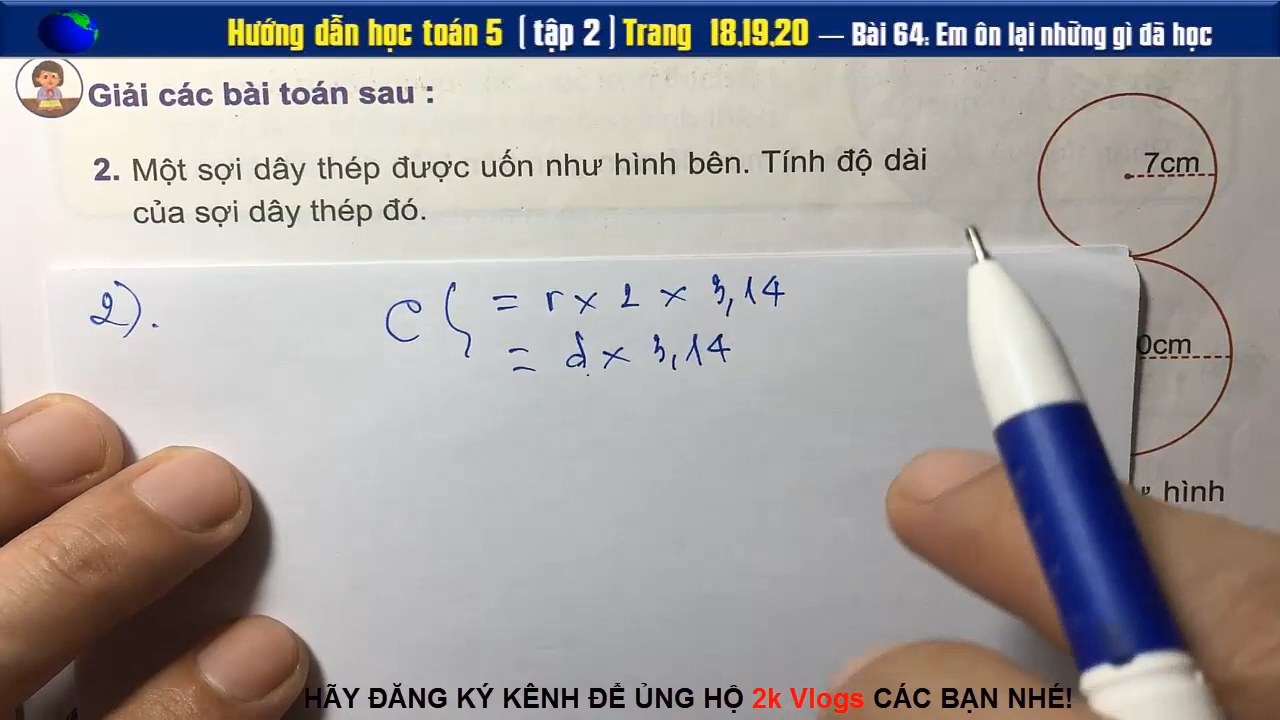 Hướng dẫn học toán 5 ( tập 2 ) Trang 18,19,20 — Bài 64: Em ôn lại những gì đã học
Giải các bài toán sau :
2. Một sợi dây thép được uốn như hình bên. Tính độ dài
của sợi dây thép đó.
7cm
2). C { = r x 2 x 3,14
= d x 3,14
0cm
hình
HÃY ĐĂNG KÝ KÊNH ĐỂ ỦNG HỘ 2k Vlogs CÁC BẠN NHÉ!